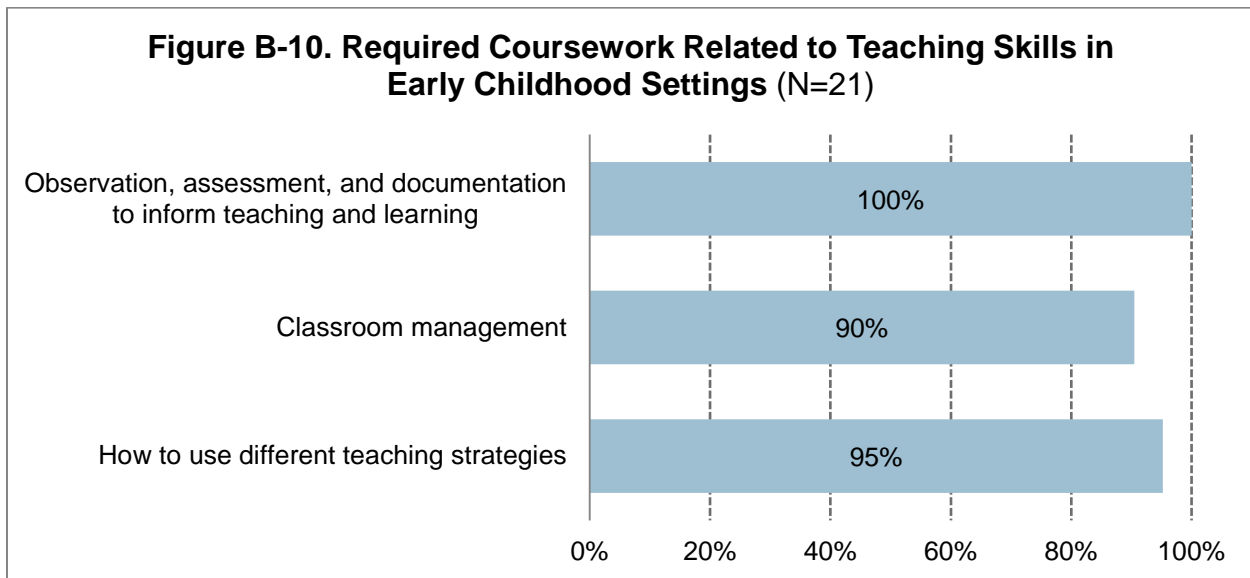 Figure B-10. Required Coursework Related to Teaching Skills in
Early Childhood Settings (N=21)
Observation, assessment, and documentation
to inform teaching and learning
100%
Classroom management
90%
How to use different teaching strategies
95%
0% 20% 40% 60% 80% 100%